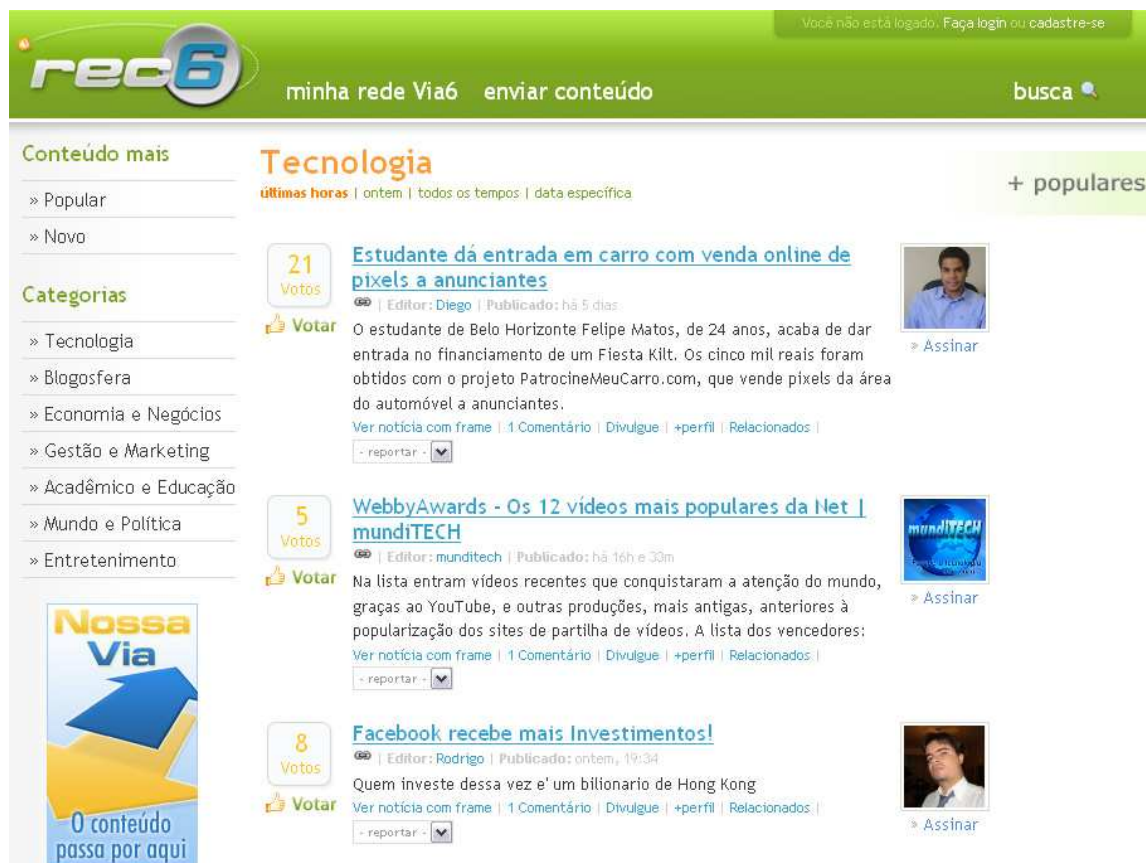 Você não está logado. Faça login ou cadastre-se
rec6
minha rede Via6 enviar conteúdo
busca
Conteúdo mais
» Popular
» Novo
Categorias
» Tecnologia
» Blogosfera
» Economia e Negócios
» Gestão e Marketing
» Acadêmico e Educação
» Mundo e Política
» Entretenimento
Nossa
Via
O conteúdo
passa por aqui
Tecnologia
últimas horas | ontem | todos os tempos | data específica
+ populares
21
Votos
Votar
Estudante dá entrada em carro com venda online de
pixels a anunciantes
| Editor: Diego | Publicado: há 5 dias
O estudante de Belo Horizonte Felipe Matos, de 24 anos, acaba de dar
entrada no financiamento de um Fiesta Kilt. Os cinco mil reais foram
obtidos com o projeto PatrocineMeuCarro.com, que vende pixels da área
do automóvel a anunciantes.
Ver notícia com frame | 1 Comentário | Divulgue | +perfil | Relacionados |
- reportar -
» Assinar
5
Votos
Votar
WebbyAwards - Os 12 vídeos mais populares da Net |
mundiTECH
| Editor: munditech | Publicado: há 16h e 33m
Na lista entram vídeos recentes que conquistaram a atenção do mundo,
graças ao YouTube, e outras produções, mais antigas, anteriores à
popularização dos sites de partilha de vídeos. A lista dos vencedores:
Ver notícia com frame | 1 Comentário | Divulgue | +perfil | Relacionados |
- reportar -
mundiTECH
» Assinar
8
Votos
Votar
Facebook recebe mais Investimentos!
| Editor: Rodrigo | Publicado: ontem, 19:34
Quem investe dessa vez e' um bilionario de Hong Kong
Ver notícia com frame | 1 Comentário | Divulgue | +perfil | Relacionados |
- reportar -
» Assinar